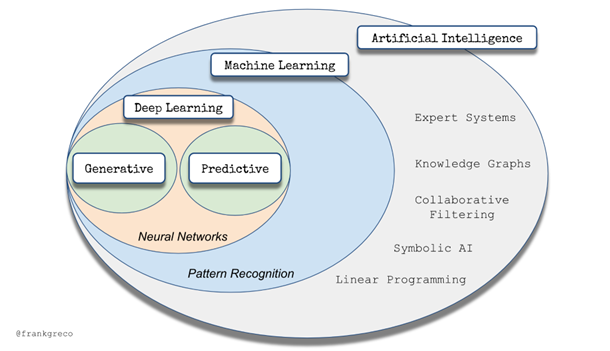 Artificial Intelligence
Machine Learning
Deep Learning
Expert Systems
Generative
Predictive
Knowledge Graphs
Collaborative
Filtering
Neural Networks
Symbolic AI
Pattern Recognition
Linear Programming
@frankgreco